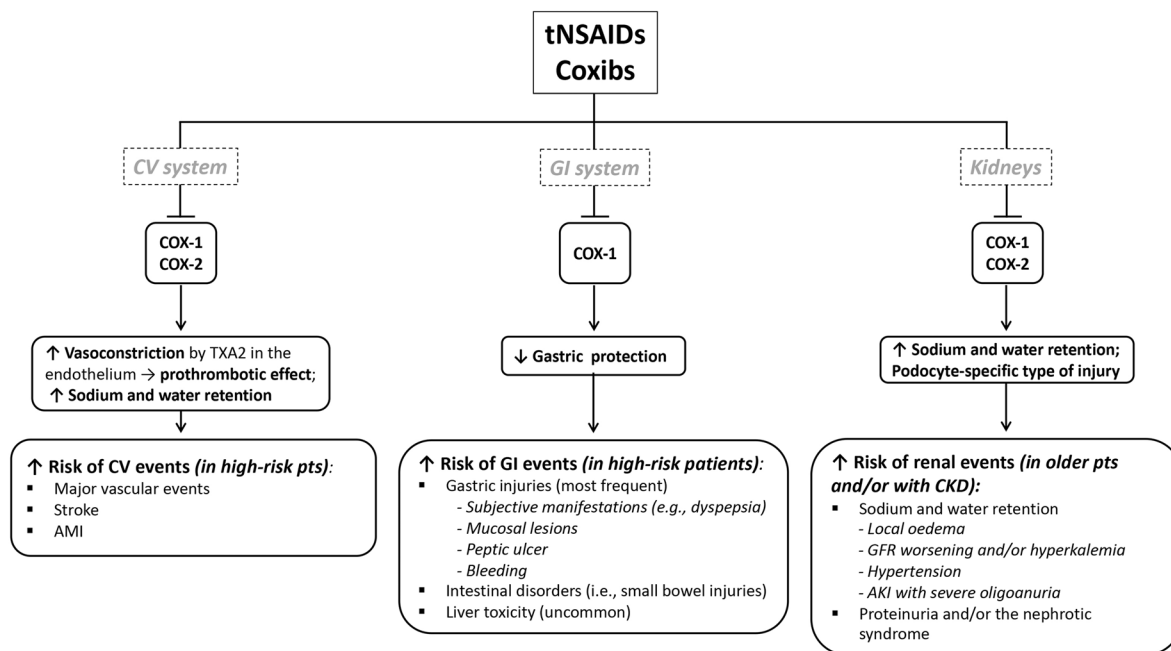 tNSAIDs
Coxibs
CV system
GI system
Kidneys
COX-1
COX-2
COX-1
COX-1
COX-2
↑ Vasoconstriction by TXA2 in the
endothelium → prothrombotic effect;
↑ Sodium and water retention
↓ Gastric protection
↑ Sodium and water retention;
Podocyte-specific type of injury
↑ Risk of CV events (in high-risk pts):
▪ Major vascular events
▪ Stroke
▪ AMI
↑ Risk of GI events (in high-risk patients):
▪ Gastric injuries (most frequent)
- Subjective manifestations (e.g., dyspepsia)
- Mucosal lesions
- Peptic ulcer
- Bleeding
▪ Intestinal disorders (i.e., small bowel injuries)
▪ Liver toxicity (uncommon)
↑ Risk of renal events (in older pts
and/or with CKD):
▪ Sodium and water retention
- Local oedema
- GFR worsening and/or hyperkalemia
- Hypertension
- AKI with severe oligoanuria
▪ Proteinuria and/or the nephrotic
syndrome